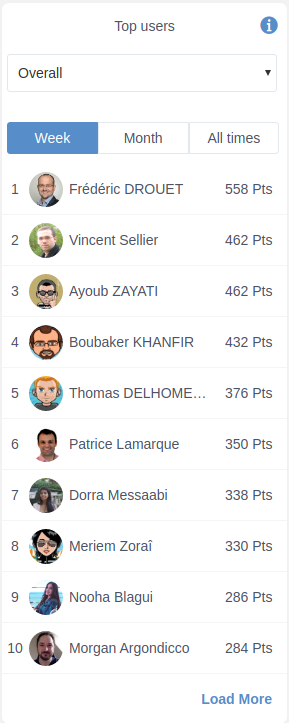 Top users
Overall
Week Month All times
1 Frédéric DROUET 558 Pts
2 Vincent Sellier 462 Pts
3 Ayoub ZAYATI 462 Pts
4 Boubaker KHANFIR 432 Pts
5 Thomas DELHOME… 376 Pts
6 Patrice Lamarque 350 Pts
7 Dorra Messaabi 338 Pts
8 Meriem Zoraî 330 Pts
9 Nooha Blagui 286 Pts
10 Morgan Argondicco 284 Pts
Load More